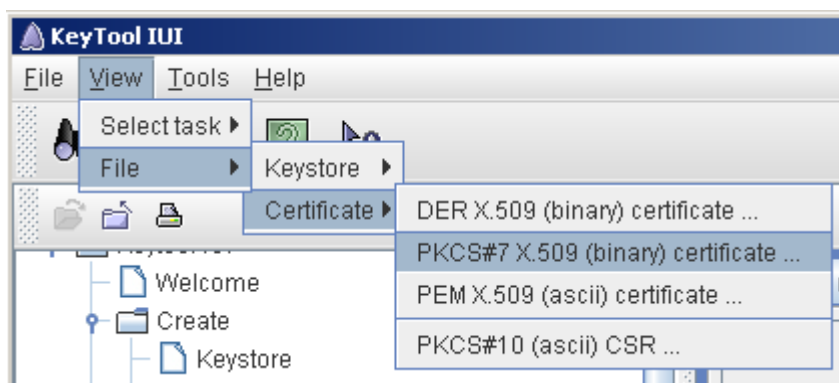 KeyTool IUI
File View Tools Help
Select task
File
Keystore
Certificate
DER X.509 (binary) certificate ...
PKCS#7 X.509 (binary) certificate ...
PEM X.509 (ascii) certificate ...
PKCS#10 (ascii) CSR ...
Welcome
Create
Keystore